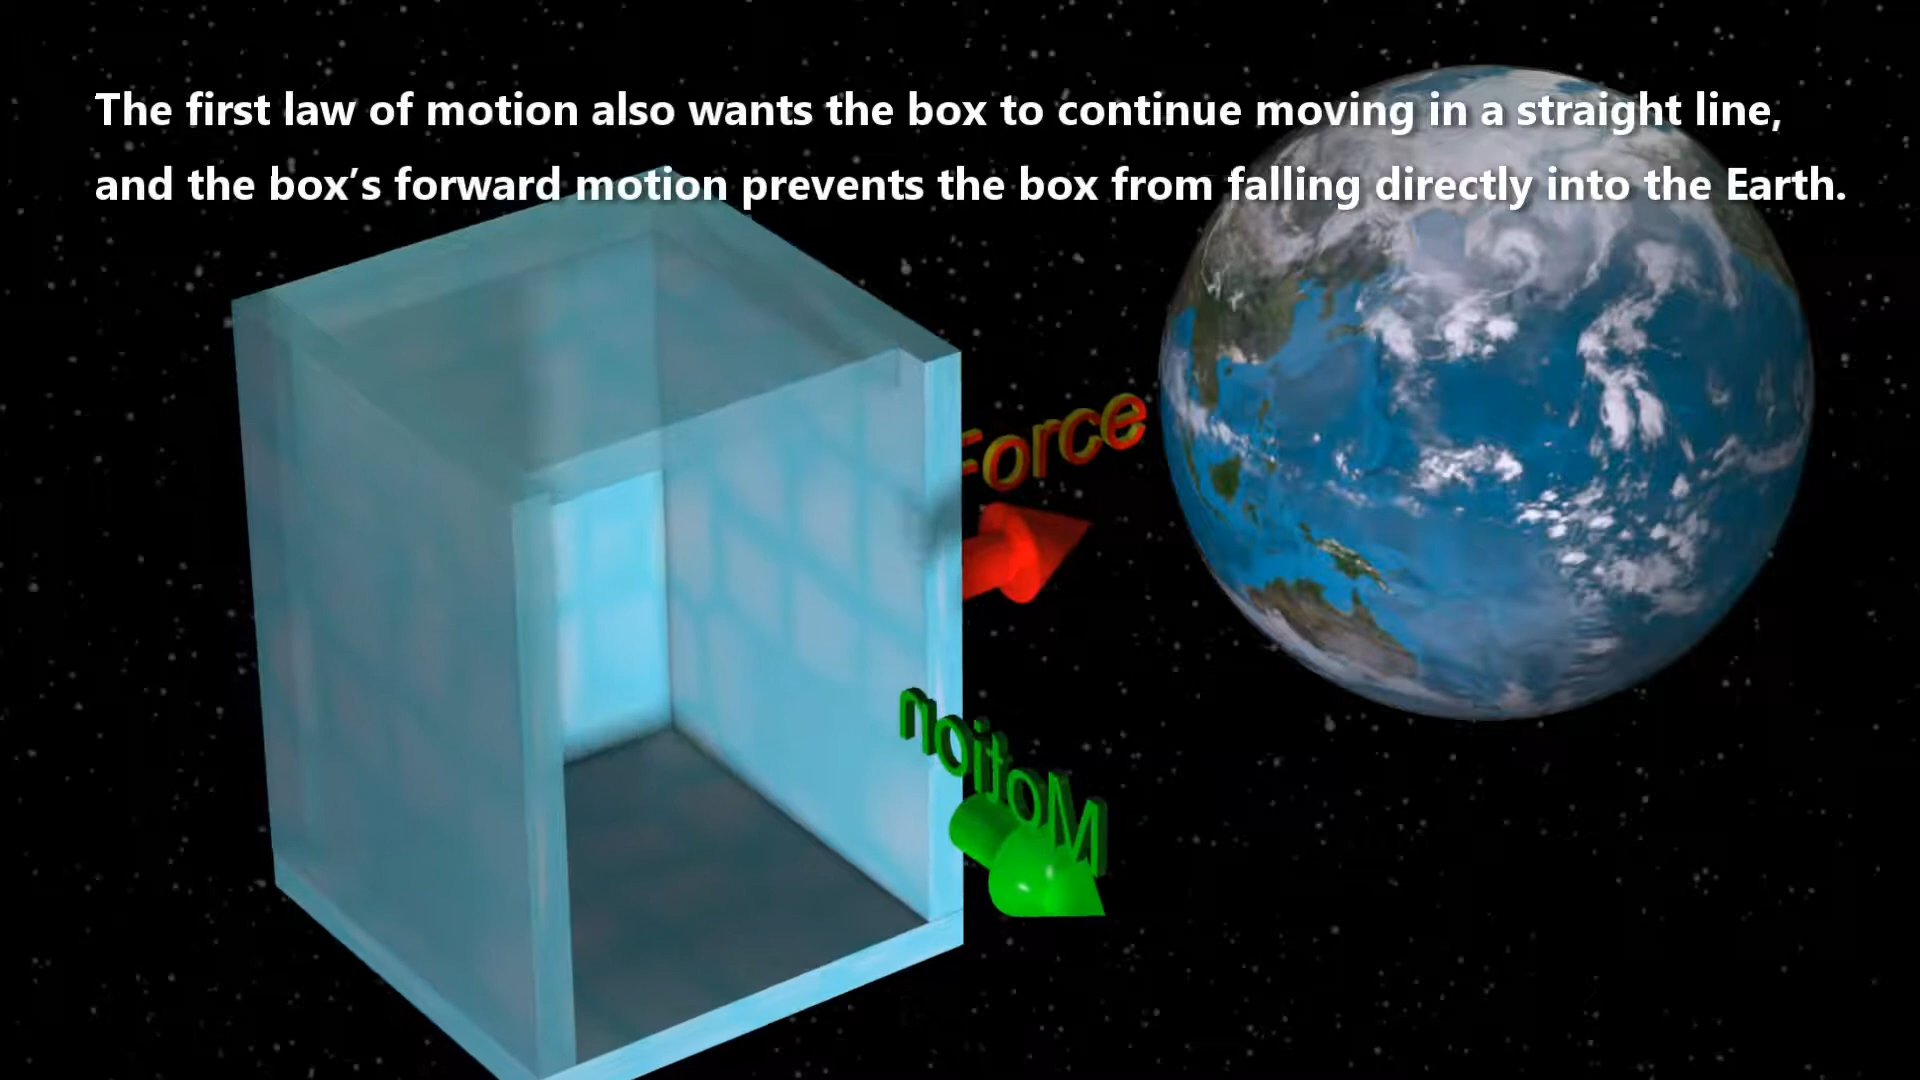 The first law of motion also wants the box to continue moving in a straight line,
and the box’s forward motion prevents the box from falling directly into the Earth.
Force
Motion